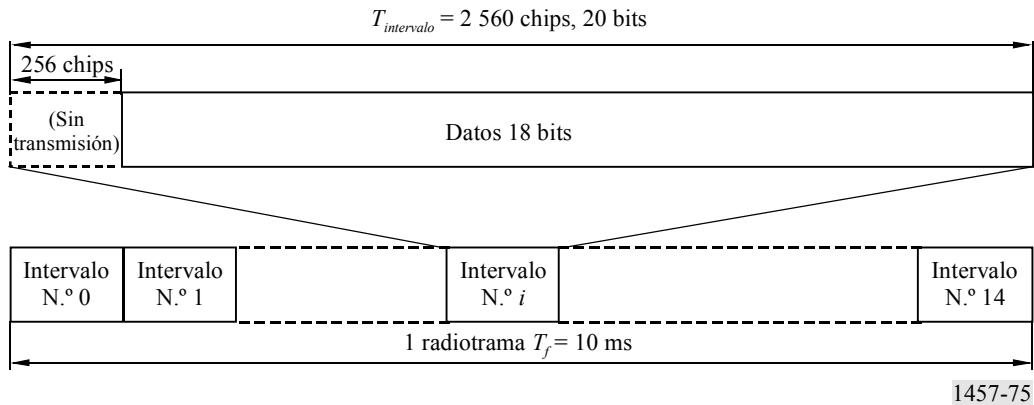 T_intervalo = 2 560 chips, 20 bits
256 chips
(Sin
transmisión)
Datos 18 bits
Intervalo
N.º 0
Intervalo
N.º 1
Intervalo
N.º i
Intervalo
N.º 14
1 radiotrama T_f = 10 ms
1457-75